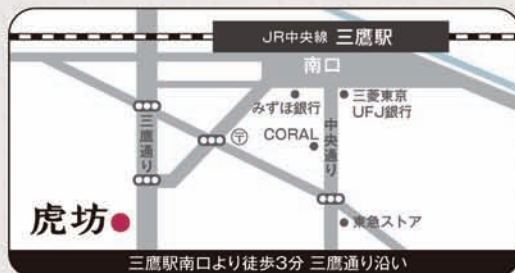 JR中央線 三鷹駅
南口
みずほ銀行
三菱東京
UFJ銀行
三鷹通り
〒
CORAL
中央通り
虎坊
東急ストア
三鷹駅南口より徒歩3分 三鷹通り沿い